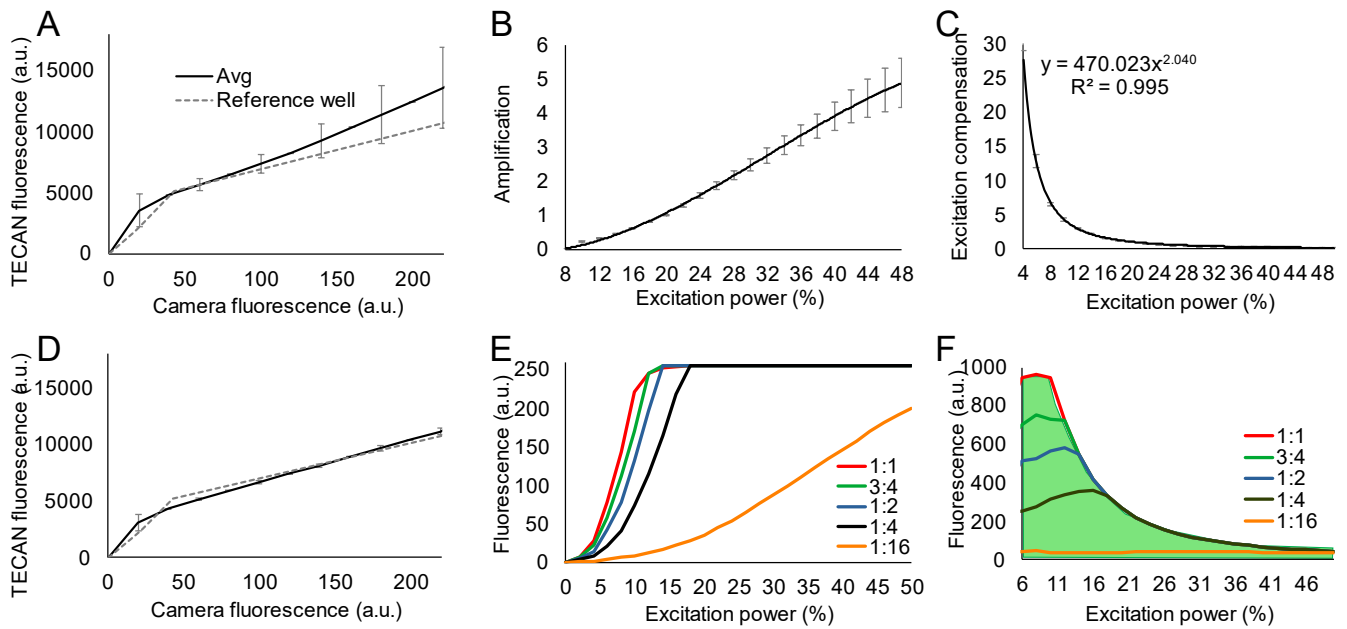 A
TECAN fluorescence (a.u.)
15000
10000
5000
0
Avg
Reference well
0 50 100 150 200
Camera fluorescence (a.u.)
B
Amplification
6
5
4
3
2
1
0
8 12 16 20 24 28 32 36 40 44 48
Excitation power (%)
C
Excitation compensation
30
25
20
15
10
5
0
y = 470.023x^2.040
R² = 0.995
4 8 12 16 20 24 28 32 36 40 44 48
Excitation power (%)
D
TECAN fluorescence (a.u.)
15000
10000
5000
0
0 50 100 150 200
Camera fluorescence (a.u.)
E
Fluorescence (a.u.)
250
200
150
100
50
0
1:1
3:4
1:2
1:4
1:16
0 5 10 15 20 25 30 35 40 45 50
Excitation power (%)
F
Fluorescence (a.u.)
1000
800
600
400
200
0
1:1
3:4
1:2
1:4
1:16
6 11 16 21 26 31 36 41 46
Excitation power (%)